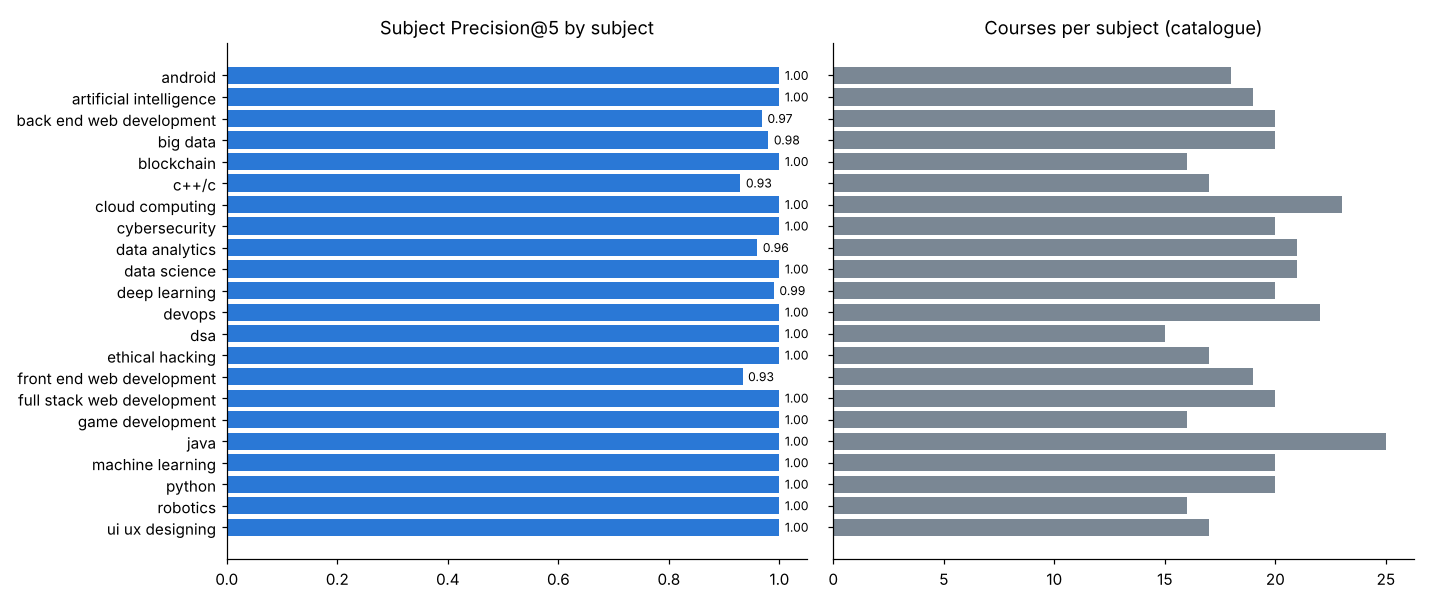 Subject Precision@5 by subject
android 1.00
artificial intelligence 1.00
back end web development 0.97
big data 0.98
blockchain 1.00
c++/c 0.93
cloud computing 1.00
cybersecurity 1.00
data analytics 0.96
data science 1.00
deep learning 0.99
devops 1.00
dsa 1.00
ethical hacking 1.00
front end web development 0.93
full stack web development 1.00
game development 1.00
java 1.00
machine learning 1.00
python 1.00
robotics 1.00
ui ux designing 1.00
0.0 0.2 0.4 0.6 0.8 1.0
Courses per subject (catalogue)
0 5 10 15 20 25